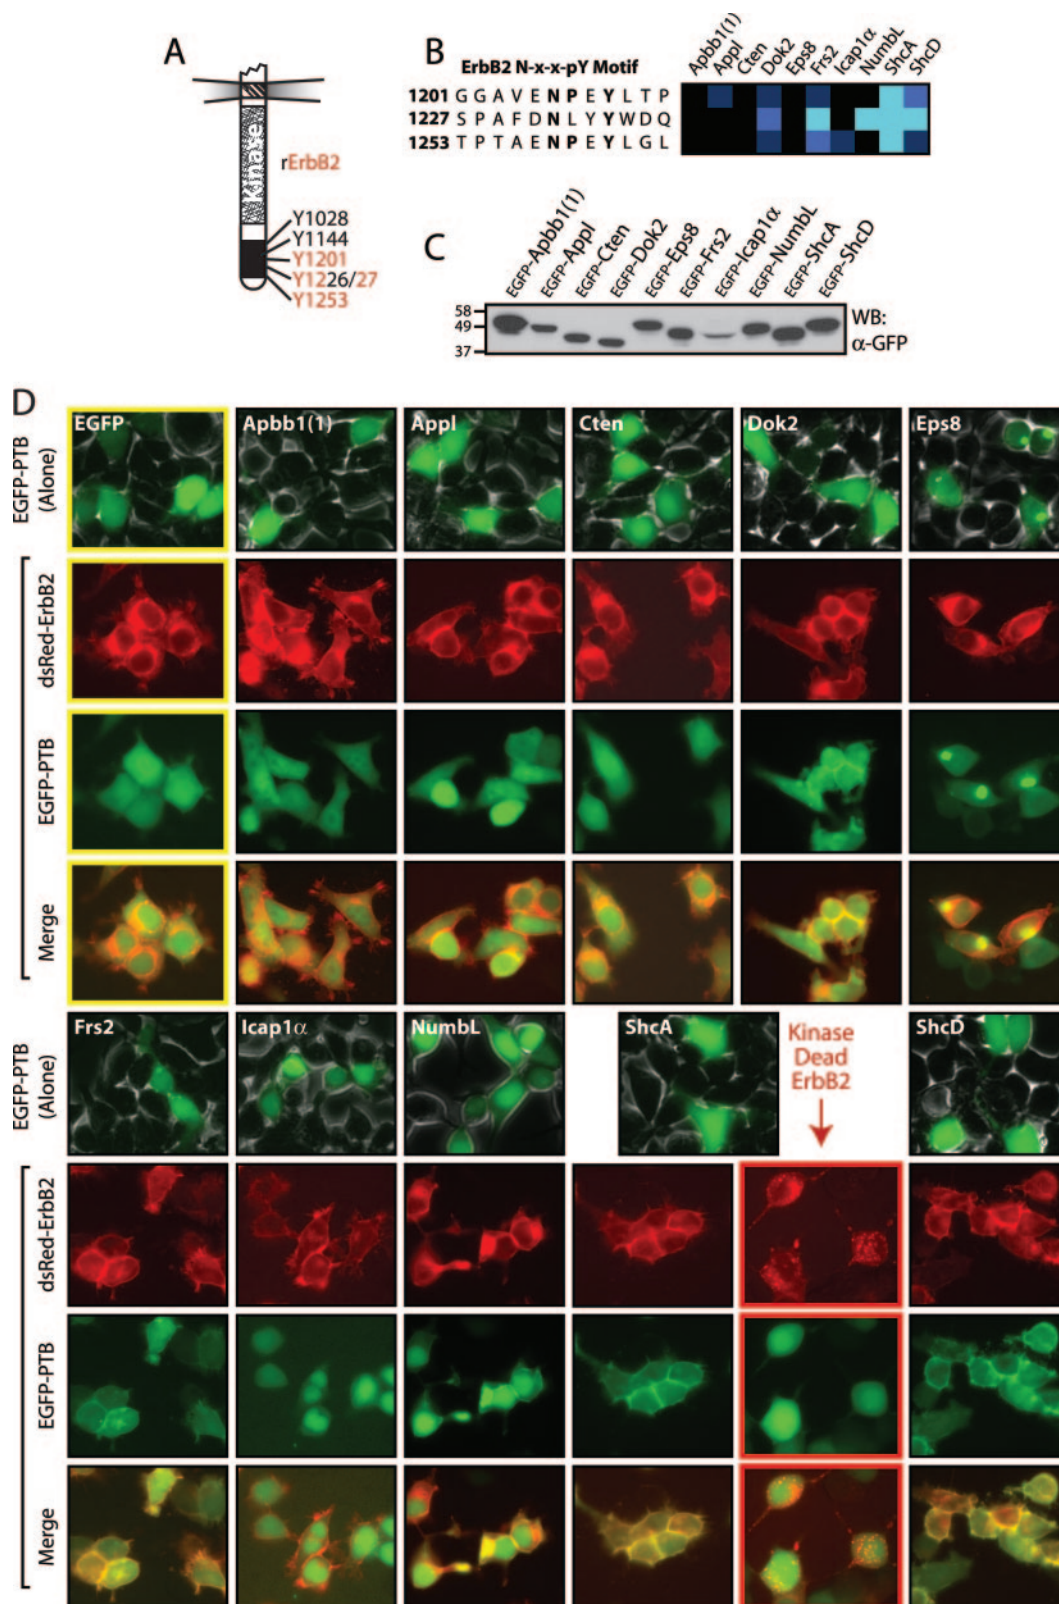 A
Kinase
rErbB2
Y1028
Y1144
Y1201
Y1226/27
Y1253
B
ErbB2 N-x-x-pY Motif
1201 G G A V E N P E Y L T P
1227 S P A F D N L Y Y W D Q
1253 T P T A E N P E Y L G L
Apbb1(1)
Appl
Cten
Dok2
Eps8
Frs2
Icap1α
NumbL
ShcA
ShcD
C
EGFP-Apbb1(1)
EGFP-Appl
EGFP-Cten
EGFP-Dok2
EGFP-Eps8
EGFP-Frs2
EGFP-Icap1α
EGFP-NumbL
EGFP-ShcA
EGFP-ShcD
58
49
37
WB:
α-GFP
D
EGFP-PTB
(Alone)
EGFP
Apbb1(1)
Appl
Cten
Dok2
Eps8
dsRed-ErbB2
EGFP-PTB
Merge
EGFP-PTB
(Alone)
Frs2
Icap1α
NumbL
ShcA
Kinase
Dead
ErbB2
ShcD
dsRed-ErbB2
EGFP-PTB
Merge